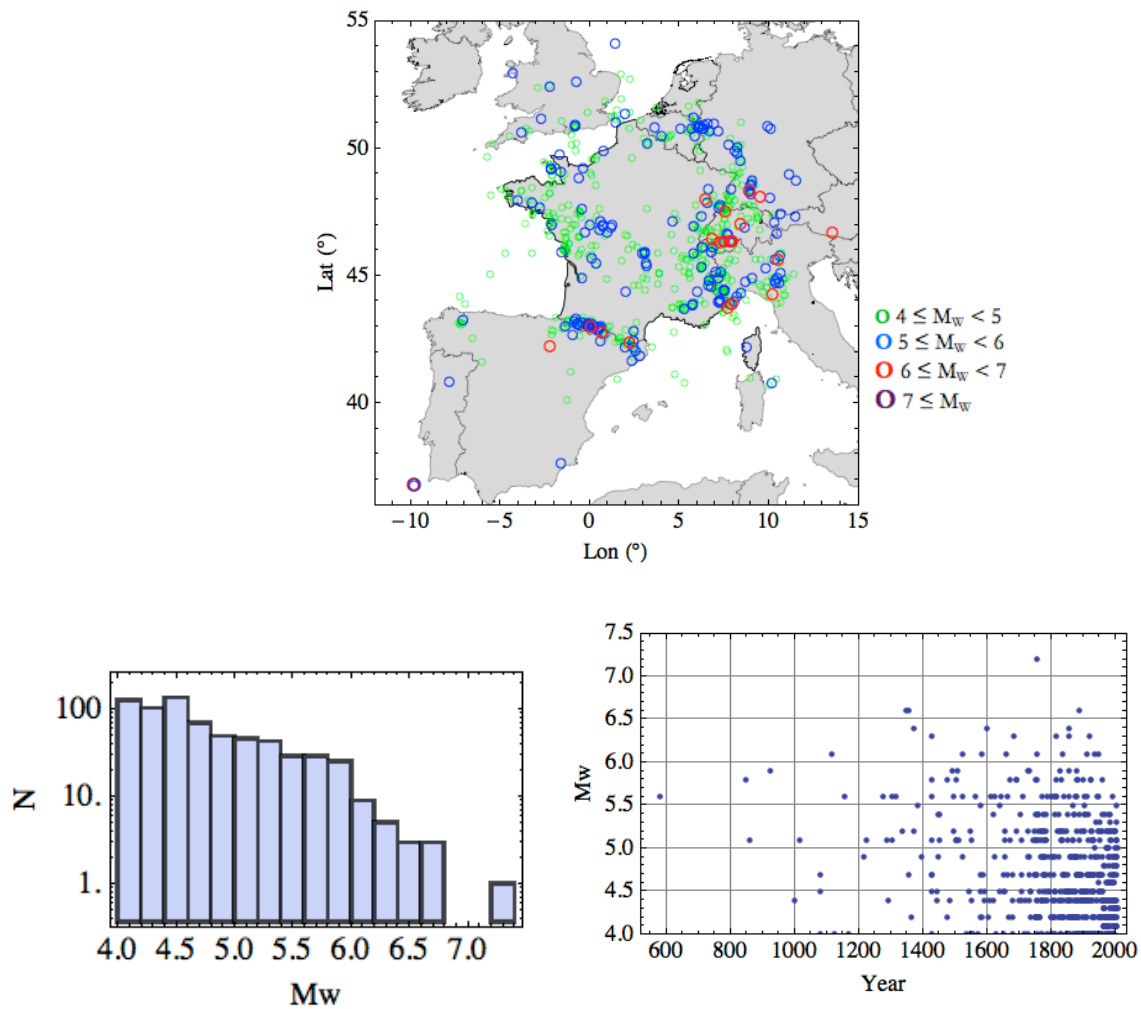 55
50
45
40
Lat (°)
−10 −5 0 5 10 15
Lon (°)
4 ≤ Mw < 5
5 ≤ Mw < 6
6 ≤ Mw < 7
7 ≤ Mw
100
10.
1.
N
4.0 4.5 5.0 5.5 6.0 6.5 7.0
Mw
7.5
7.0
6.5
6.0
5.5
5.0
4.5
4.0
Mw
600 800 1000 1200 1400 1600 1800 2000
Year